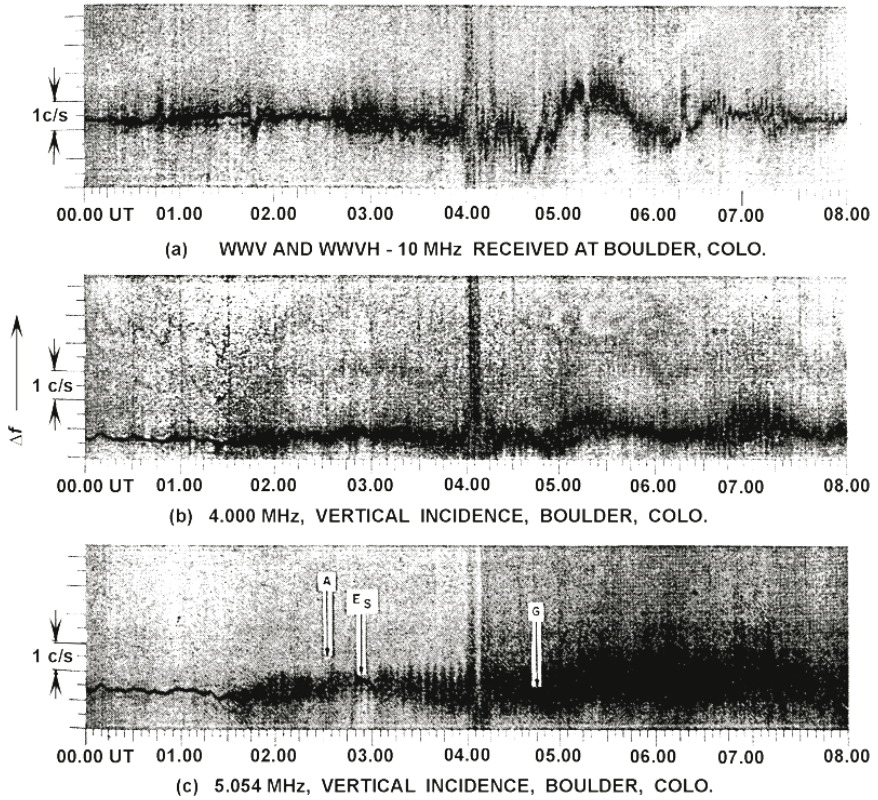 1c/s
00.00 UT 01.00 02.00 03.00 04.00 05.00 06.00 07.00 08.00
(a) WWV AND WWVH - 10 MHz RECEIVED AT BOULDER, COLO.
Δf
1 c/s
00.00 UT 01.00 02.00 03.00 04.00 05.00 06.00 07.00 08.00
(b) 4.000 MHz, VERTICAL INCIDENCE, BOULDER, COLO.
A
ES
G
1 c/s
00.00 UT 01.00 02.00 03.00 04.00 05.00 06.00 07.00 08.00
(c) 5.054 MHz, VERTICAL INCIDENCE, BOULDER, COLO.